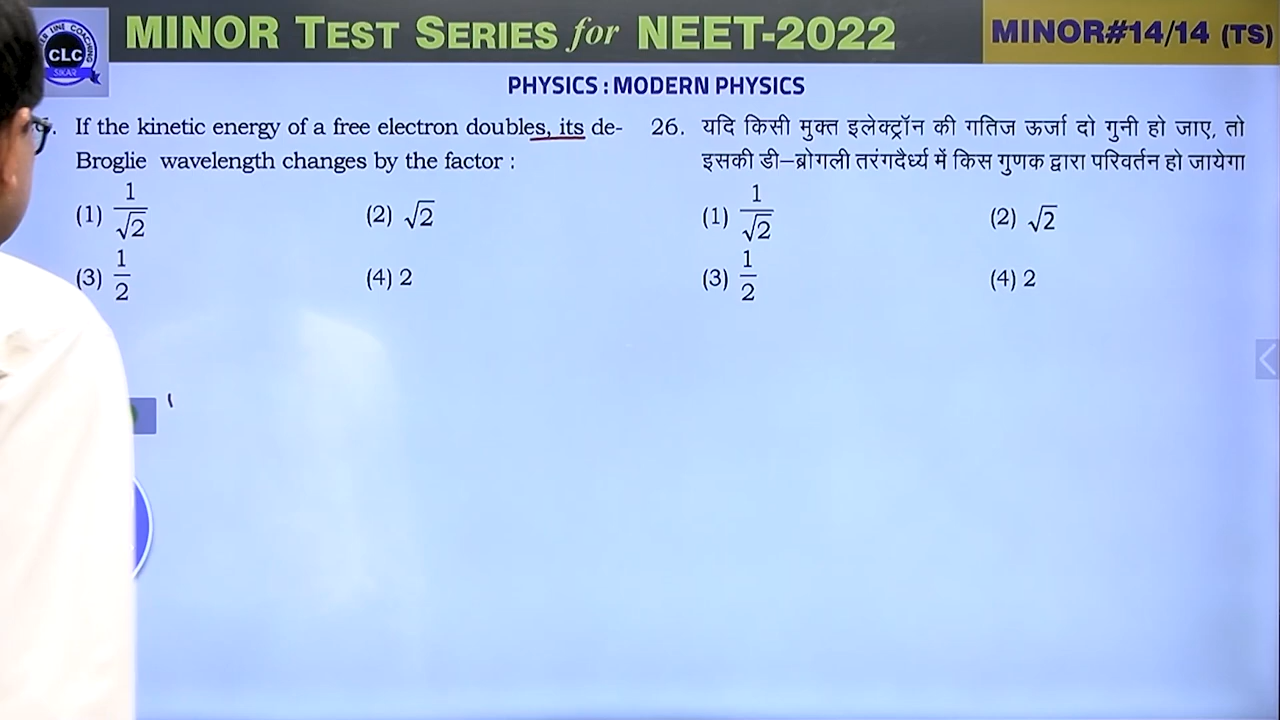 CLC
SIKAR
MINOR TEST SERIES for NEET-2022
MINOR#14/14 (TS)
PHYSICS : MODERN PHYSICS
If the kinetic energy of a free electron doubles, its de-
Broglie wavelength changes by the factor :
(1) 1/√2 (2) √2
(3) 1/2 (4) 2
26. यदि किसी मुक्त इलेक्ट्रॉन की गतिज ऊर्जा दो गुनी हो जाए, तो
इसकी डी–ब्रोगली तरंगदैर्ध्य में किस गुणक द्वारा परिवर्तन हो जायेगा
(1) 1/√2 (2) √2
(3) 1/2 (4) 2